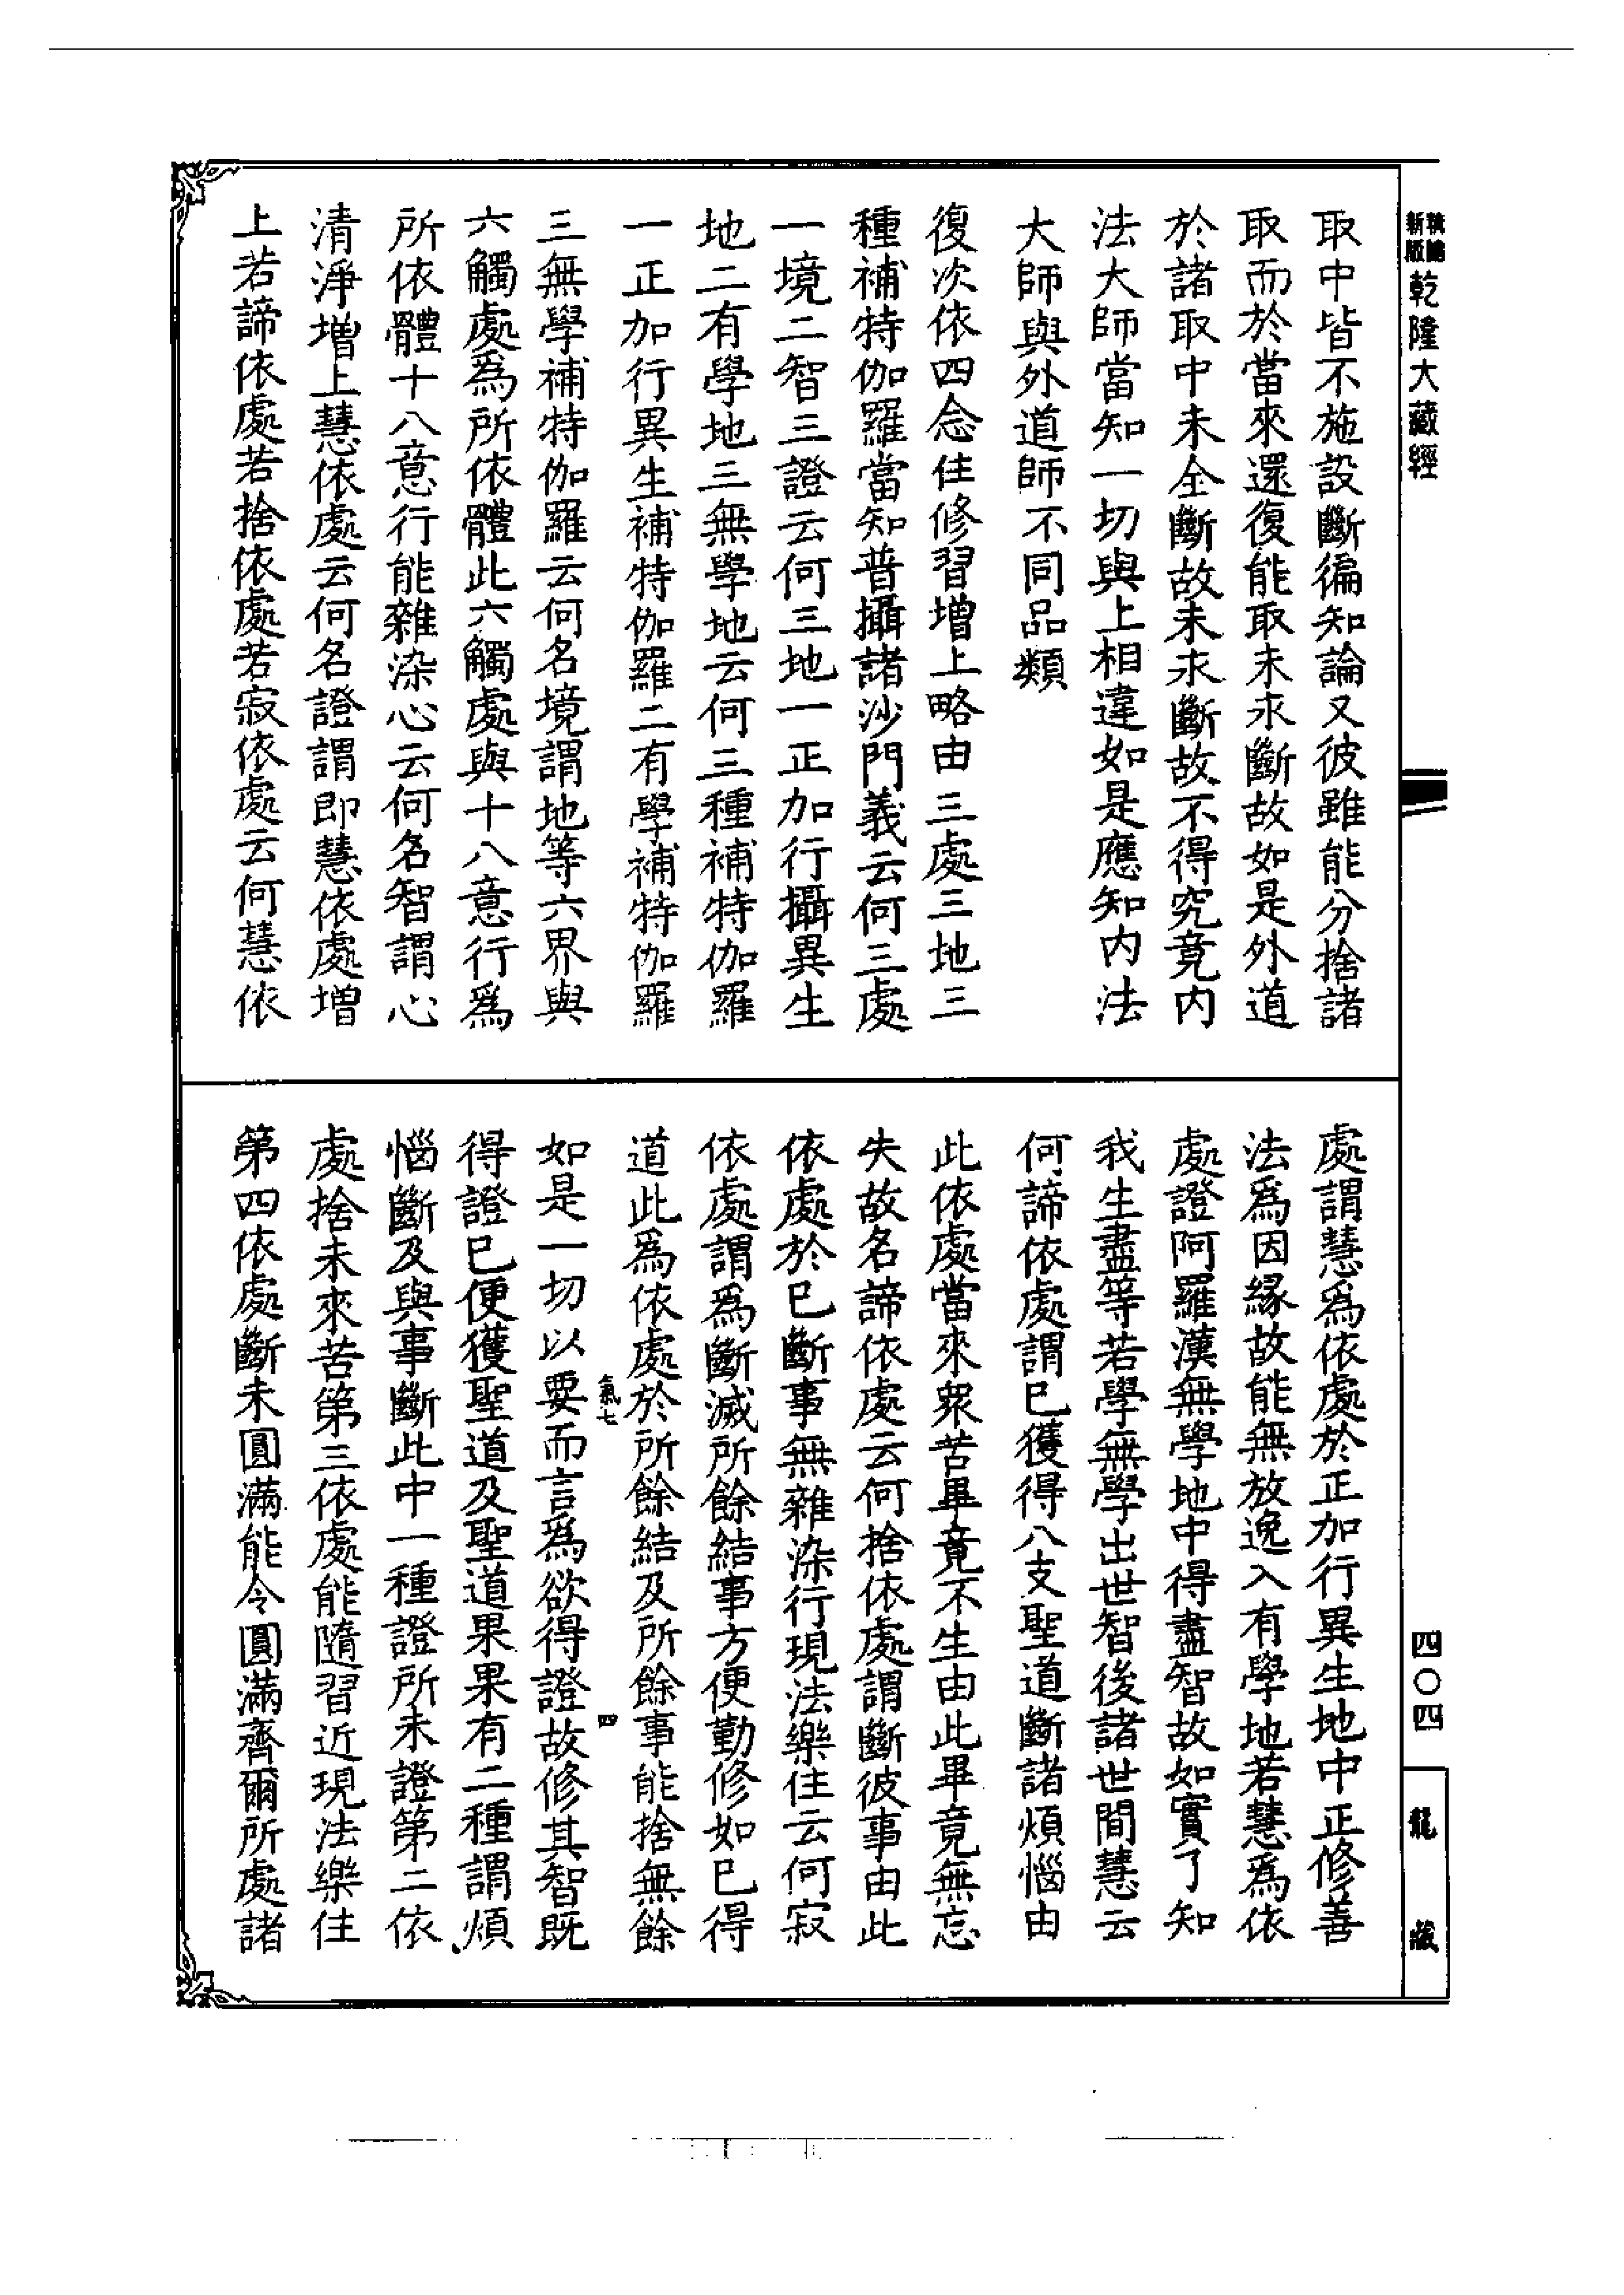 乾隆大藏經
取中皆不施設斷徧知論又彼雖能分捨諸
取而於當來還復能取未永斷故如是外道
於諸取中未全斷故未永斷故不得究竟內
法大師當知一切與上相違如是應知內法
大師與外道師不同品類
復次依四念住修習增上略由三處三地三
種補特伽羅當知普攝諸沙門義云何三處
一境二智三證云何三地一正加行攝異生
地二有學地三無學地云何三種補特伽羅
一正加行異生補特伽羅二有學補特伽羅
三無學補特伽羅云何名境謂地等六界與
六觸處爲所依體此六觸處與十八意行爲
所依體十八意行能雜染心云何名智謂心
清淨增上慧依處云何名證謂即慧依處增
上若諦依處若捨依處若寂依處云何慧依
處謂慧爲依處於正加行異生地中正修善
法爲因緣故能無放逸入有學地若慧爲依
處證阿羅漢無學地中得盡智故如實了知
我生盡等若學無學出世智後諸世間慧云
何諦依處謂已獲得八支聖道斷諸煩惱由
此依處當來衆苦畢竟不生由此畢竟無忘
失故名諦依處云何捨依處謂斷彼事由此
依處於已斷事無雜染行現法樂住云何寂
依處謂爲斷滅所餘結事方便勤修如已得
道此爲依處於所餘結及所餘事能捨無餘
如是一切以要而言爲欲得證故修其智既
得證已便獲聖道及聖道果果有二種謂煩
惱斷及與事斷此中一種證所未證第二依
處捨未來苦第三依處能隨習近現法樂住
第四依處斷未圓滿能令圓滿齊爾所處諸
氣七
四
四〇四
龍藏